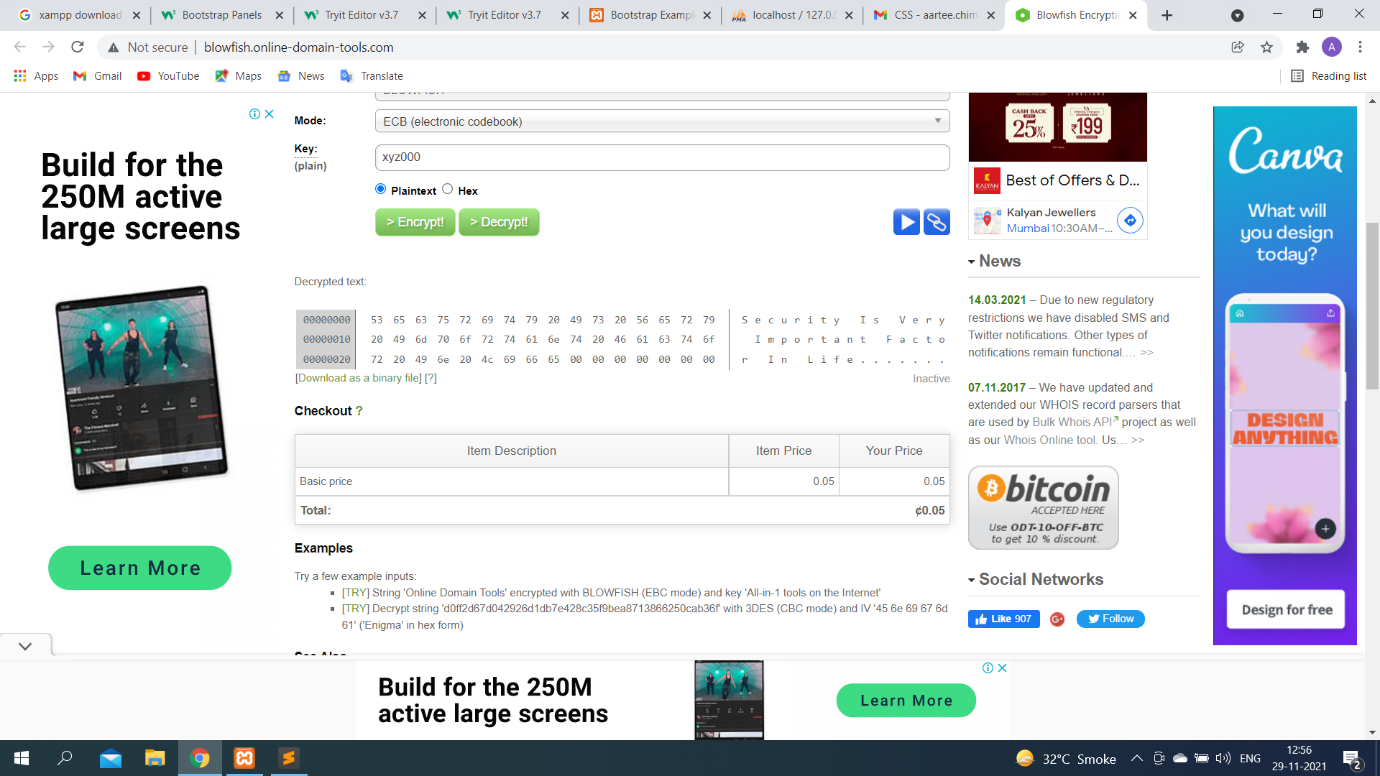 xampp download
Bootstrap Panels
Tryit Editor v3.7
Tryit Editor v3.7
Bootstrap Exampl
localhost / 127.0.0
CSS - aartee.chim
Blowfish Encryptio
Not secure | blowfish.online-domain-tools.com
Apps Gmail YouTube Maps News Translate Reading list
Build for the
250M active
large screens
Learn More
Mode: ECB (electronic codebook)
Key: xyz000
(plain)
Plaintext Hex
> Encrypt! > Decrypt!
Decrypted text:
00000000 53 65 63 75 72 69 74 79 20 49 73 20 56 65 72 79 S e c u r i t y I s V e r y
00000010 20 49 6d 70 6f 72 74 61 6e 74 20 46 61 63 74 6f I m p o r t a n t F a c t o
00000020 72 20 49 6e 20 4c 69 66 65 00 00 00 00 00 00 00 r I n L i f e . . . . . . .
[Download as a binary file] [?] Inactive
Checkout ?
Item Description Item Price Your Price
Basic price 0.05 0.05
Total: ¢0.05
Examples
Try a few example inputs:
[TRY] String 'Online Domain Tools' encrypted with BLOWFISH (EBC mode) and key 'All-in-1 tools on the Internet'
[TRY] Decrypt string 'd0ff2d67d042926d1db7e428c35f9bea8713866250cab36f' with 3DES (CBC mode) and IV '45 6e 69 67 6d
61' ('Enigma' in hex form)
See Also
CASH BACK
25%
₹199
KALYAN
Best of Offers & D...
Kalyan Jewellers
Mumbai 10:30AM–...
News
14.03.2021 – Due to new regulatory
restrictions we have disabled SMS and
Twitter notifications. Other types of
notifications remain functional.... >>
07.11.2017 – We have updated and
extended our WHOIS record parsers that
are used by Bulk Whois API project as well
as our Whois Online tool. Us... >>
bitcoin
ACCEPTED HERE
Use ODT-10-OFF-BTC
to get 10 % discount.
Social Networks
Like 907
Follow
Canva
What will
you design
today?
DESIGN
ANYTHING
Design for free
Build for the 250M
active large screens
Learn More
32°C Smoke
ENG
12:56
29-11-2021
2